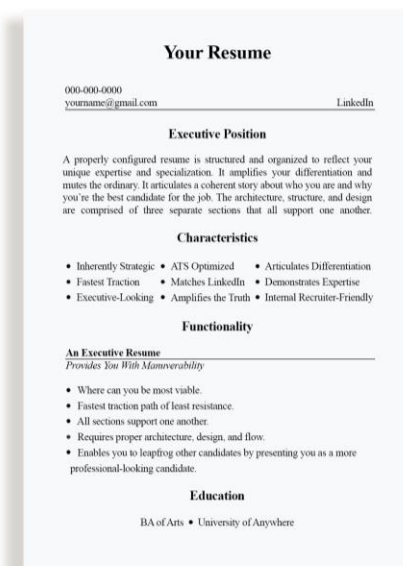 Your Resume
000-000-0000
yourname@gmail.com LinkedIn
Executive Position
A properly configured resume is structured and organized to reflect your
unique expertise and specialization. It amplifies your differentiation and
mutes the ordinary. It articulates a coherent story about who you are and why
you're the best candidate for the job. The architecture, structure, and design
are comprised of three separate sections that all support one another.
Characteristics
• Inherently Strategic • ATS Optimized • Articulates Differentiation
• Fastest Traction • Matches LinkedIn • Demonstrates Expertise
• Executive-Looking • Amplifies the Truth • Internal Recruiter-Friendly
Functionality
An Executive Resume
Provides You With Manuverability
• Where can you be most viable.
• Fastest traction path of least resistance.
• All sections support one another.
• Requires proper architecture, design, and flow.
• Enables you to leapfrog other candidates by presenting you as a more
professional-looking candidate.
Education
BA of Arts • University of Anywhere